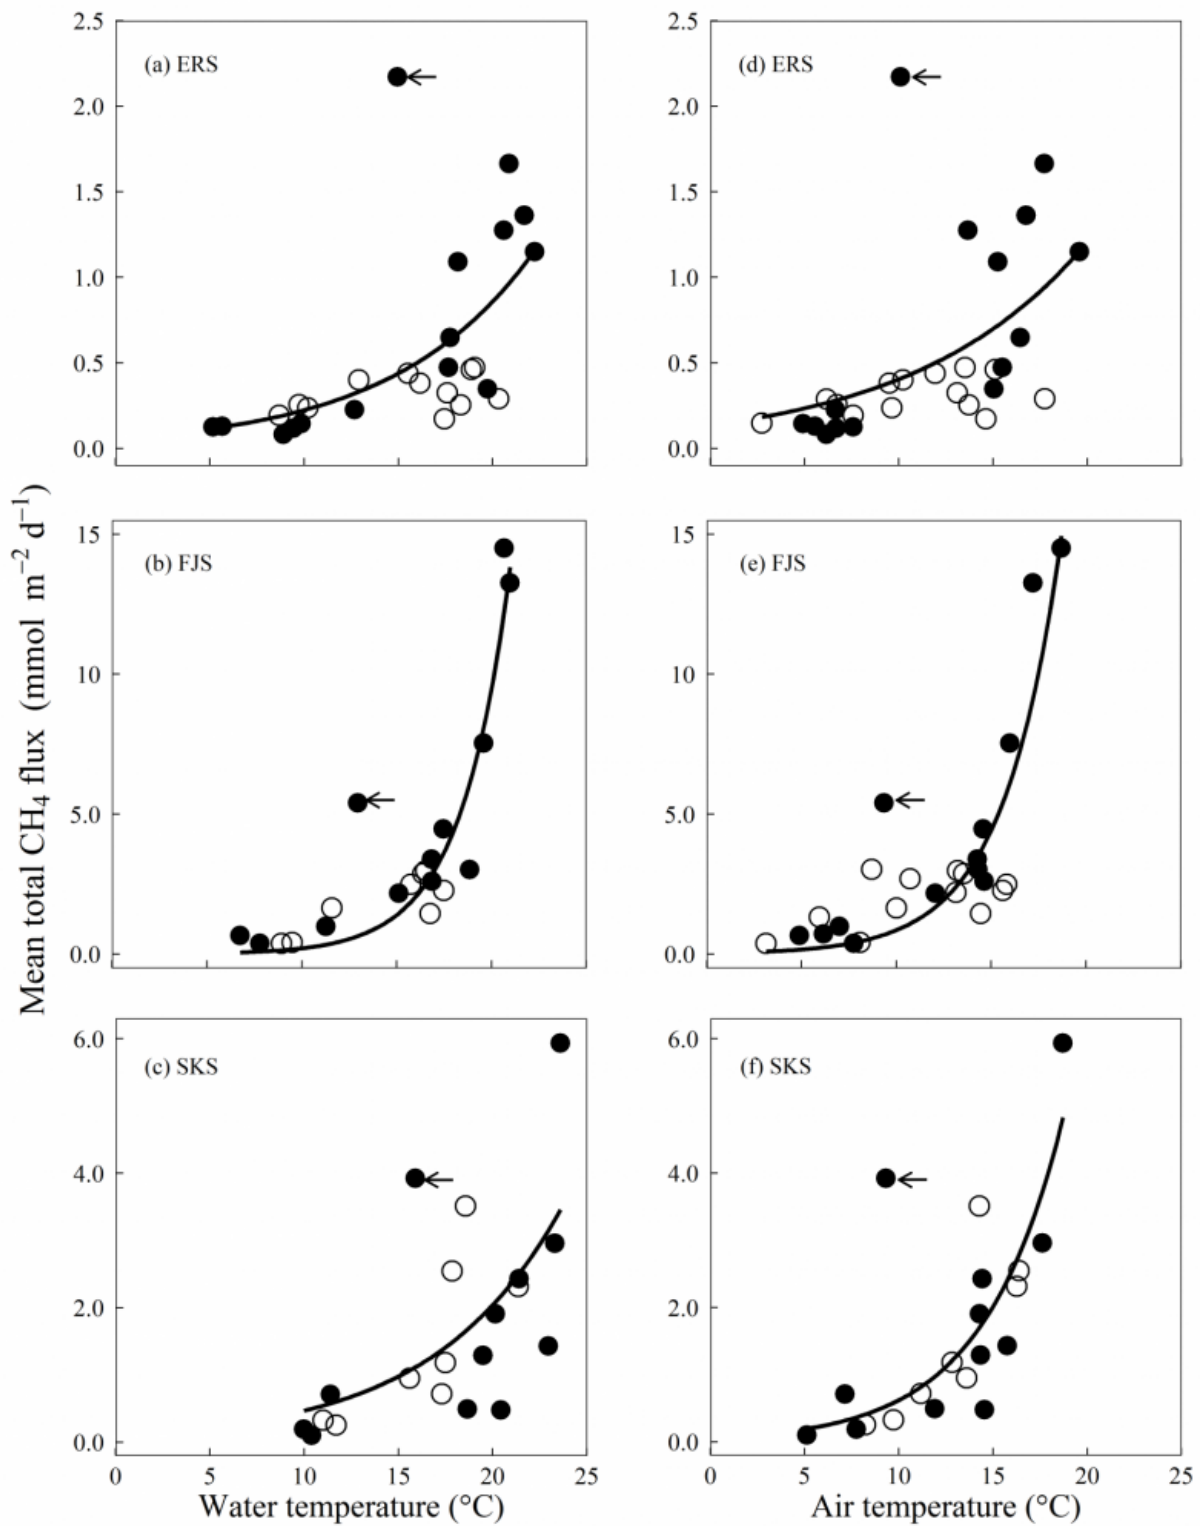 Mean total CH₄ flux (mmol m⁻² d⁻¹)
2.5
2.0
1.5
1.0
0.5
0.0
(a) ERS
2.5
2.0
1.5
1.0
0.5
0.0
(d) ERS
15
10
5.0
0.0
(b) FJS
15
10
5.0
0.0
(e) FJS
6.0
4.0
2.0
0.0
(c) SKS
0 5 10 15 20 25
Water temperature (°C)
6.0
4.0
2.0
0.0
(f) SKS
0 5 10 15 20 25
Air temperature (°C)